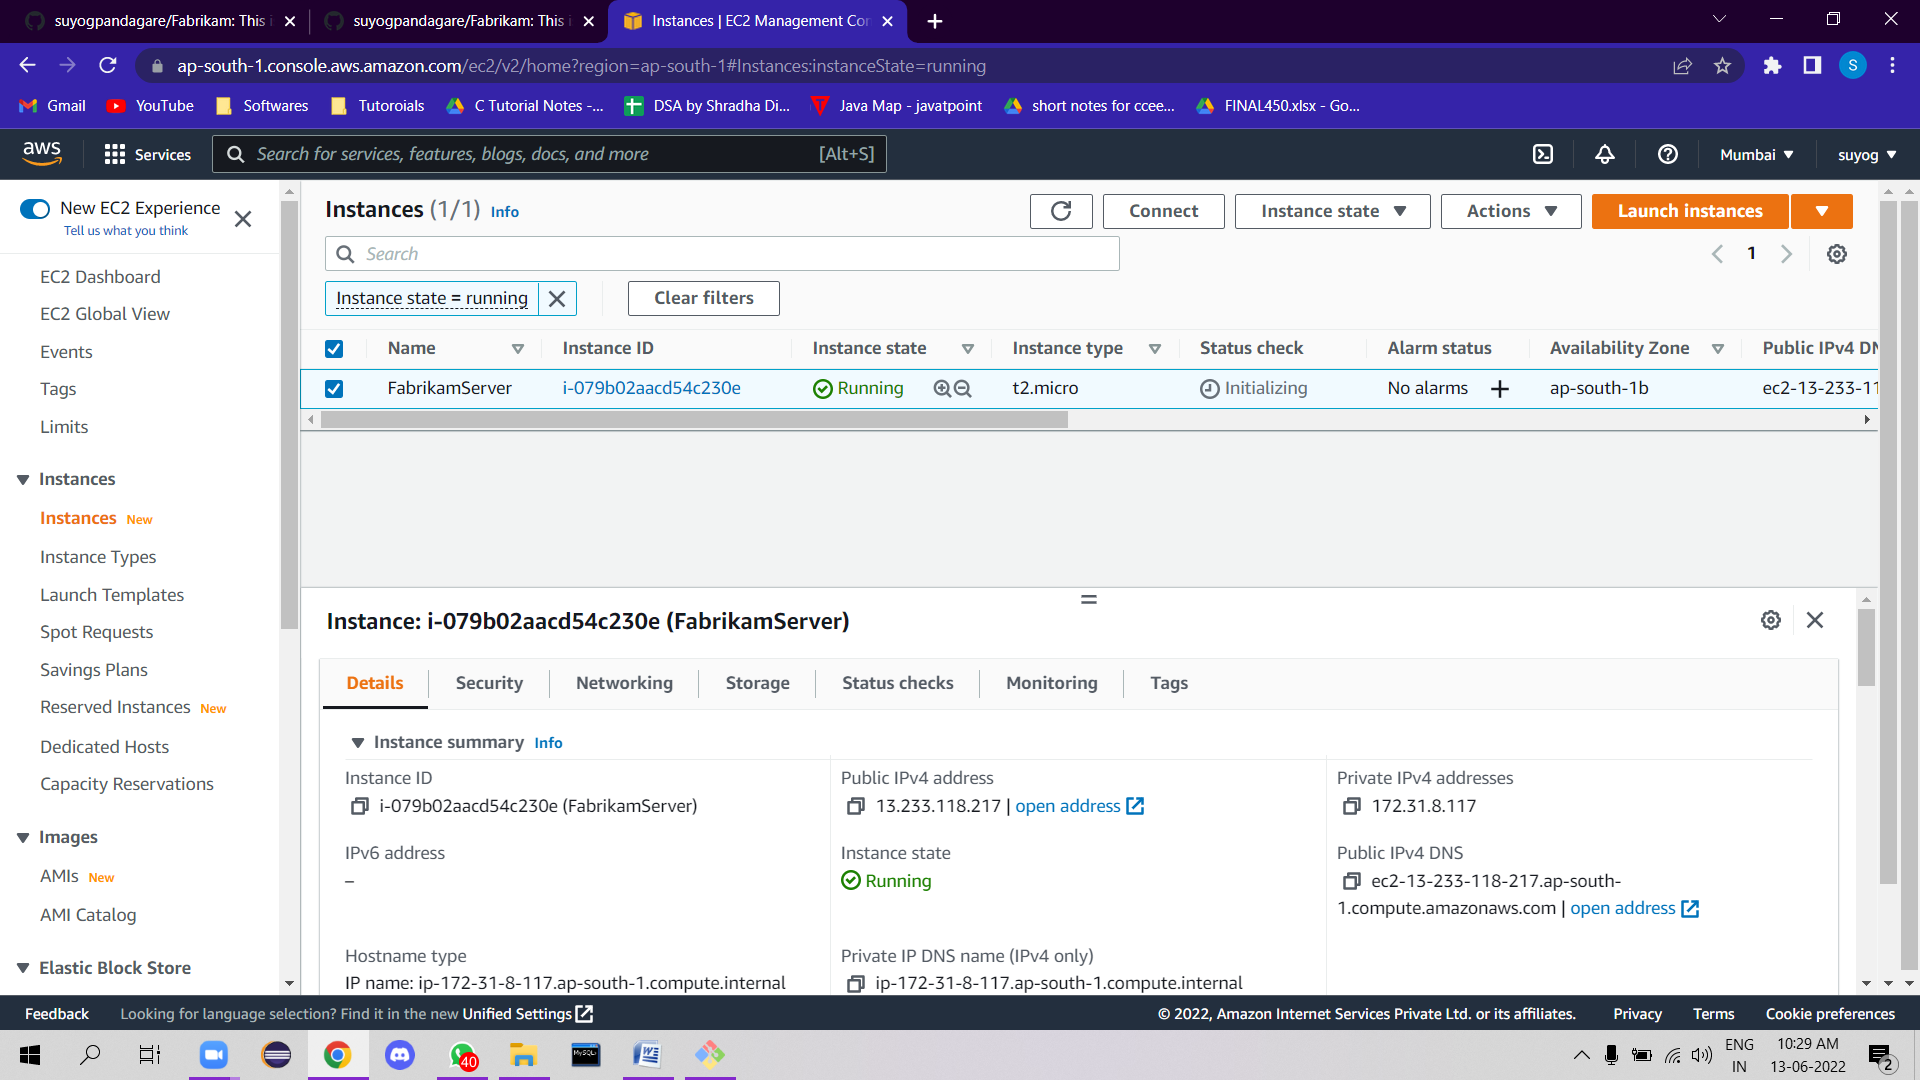 suyogpandagare/Fabrikam: This i
suyogpandagare/Fabrikam: This i
Instances | EC2 Management Con
ap-south-1.console.aws.amazon.com/ec2/v2/home?region=ap-south-1#Instances:instanceState=running
S
Gmail
YouTube
Softwares
Tutoroials
C Tutorial Notes -...
DSA by Shradha Di...
Java Map - javatpoint
short notes for ccee...
FINAL450.xlsx - Go...
aws
Services
Search for services, features, blogs, docs, and more
[Alt+S]
Mumbai
suyog
New EC2 Experience
Tell us what you think
EC2 Dashboard
EC2 Global View
Events
Tags
Limits
Instances
Instances New
Instance Types
Launch Templates
Spot Requests
Savings Plans
Reserved Instances New
Dedicated Hosts
Capacity Reservations
Images
AMIs New
AMI Catalog
Elastic Block Store
Instances (1/1) Info
Connect
Instance state
Actions
Launch instances
Search
1
Instance state = running
Clear filters
Name Instance ID Instance state Instance type Status check Alarm status Availability Zone Public IPv4 DN
FabrikamServer i-079b02aacd54c230e Running t2.micro Initializing No alarms ap-south-1b ec2-13-233-11
Instance: i-079b02aacd54c230e (FabrikamServer)
Details Security Networking Storage Status checks Monitoring Tags
Instance summary Info
Instance ID
i-079b02aacd54c230e (FabrikamServer)
Public IPv4 address
13.233.118.217 | open address
Private IPv4 addresses
172.31.8.117
IPv6 address
–
Instance state
Running
Public IPv4 DNS
ec2-13-233-118-217.ap-south-
1.compute.amazonaws.com | open address
Hostname type
IP name: ip-172-31-8-117.ap-south-1.compute.internal
Private IP DNS name (IPv4 only)
ip-172-31-8-117.ap-south-1.compute.internal
Feedback
Looking for language selection? Find it in the new Unified Settings
© 2022, Amazon Internet Services Private Ltd. or its affiliates.
Privacy
Terms
Cookie preferences
40
MySQL
W
ENG
IN
10:29 AM
13-06-2022
2